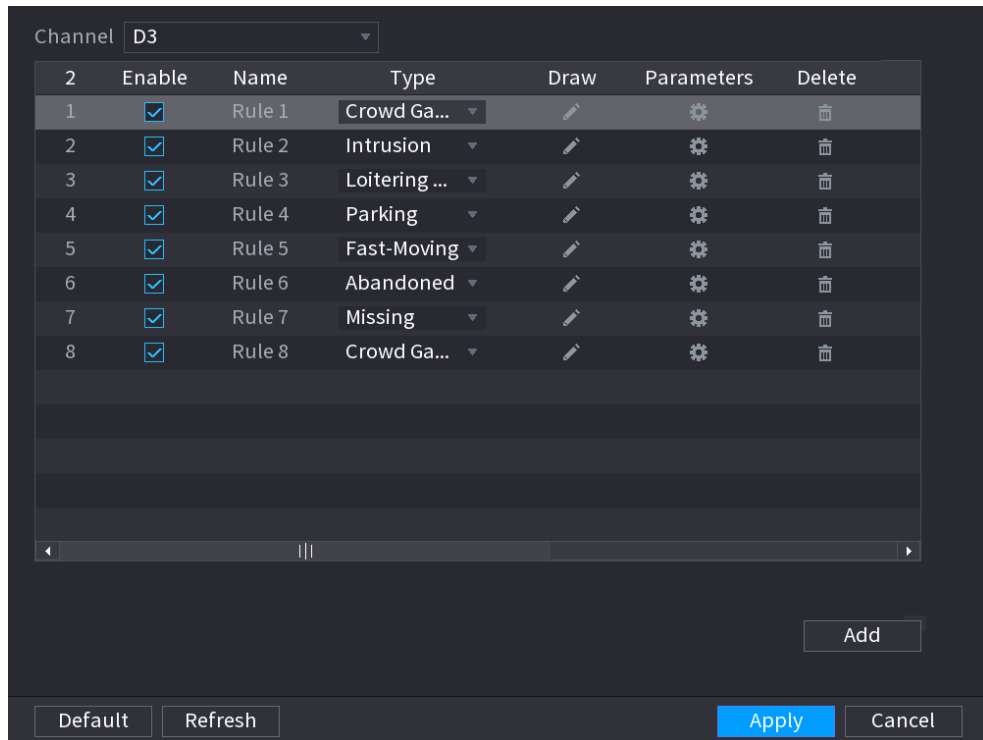 Channel D3
2 Enable Name Type Draw Parameters Delete
1 Rule 1 Crowd Ga...
2 Rule 2 Intrusion
3 Rule 3 Loitering ...
4 Rule 4 Parking
5 Rule 5 Fast-Moving
6 Rule 6 Abandoned
7 Rule 7 Missing
8 Rule 8 Crowd Ga...
Add
Default Refresh Apply Cancel